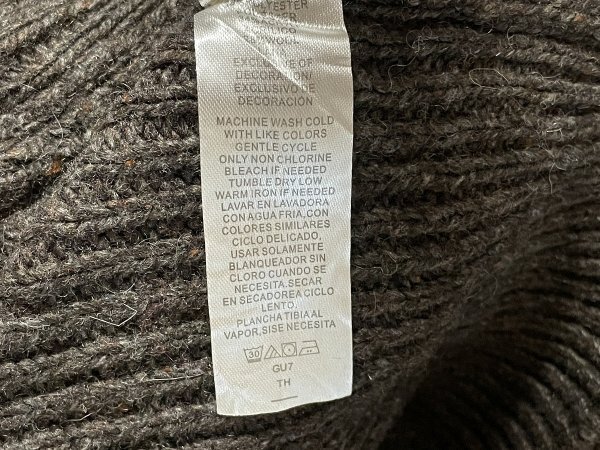 POLYESTER
WOOL
EXCLUSIVE OF
DECORATION/
EXCLUSIVO DE
DECORACIÓN
MACHINE WASH COLD
WITH LIKE COLORS
GENTLE CYCLE
ONLY NON CHLORINE
BLEACH IF NEEDED
TUMBLE DRY LOW
WARM IRON IF NEEDED
LAVAR EN LAVADORA
CON AGUA FRIA,CON
COLORES SIMILARES
CICLO DELICADO,
USAR SOLAMENTE
BLANQUEADOR SIN
CLORO CUANDO SE
NECESITA.SECAR
EN SECADOREA CICLO
LENTO,
PLANCHA TIBIA AL
VAPOR,SISE NECESITA
30
GU7
TH